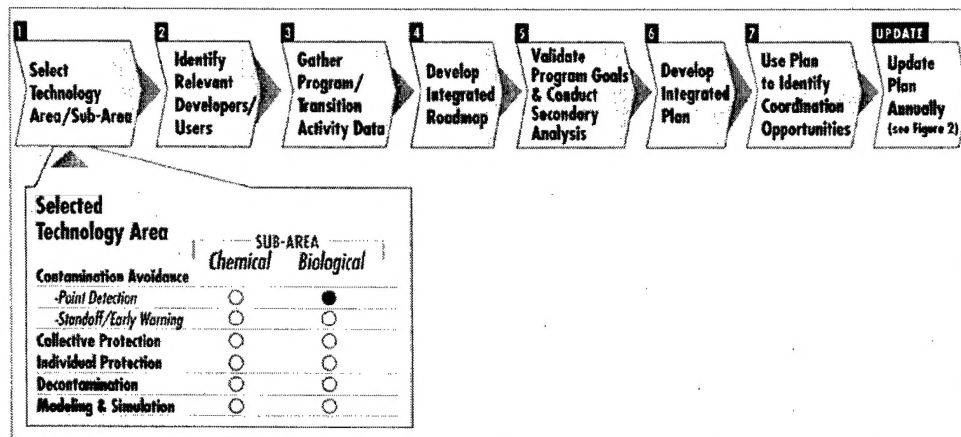 1
Select
Technology
Area/Sub-Area
2
Identify
Relevant
Developers/
Users
3
Gather
Program/
Transition
Activity Data
4
Develop
Integrated
Roadmap
5
Validate
Program Goals
& Conduct
Secondary
Analysis
6
Develop
Integrated
Plan
7
Use Plan
to Identify
Coordination
Opportunities
UPDATE
Update
Plan
Annually
(see Figure 2)
Selected
Technology Area
SUB-AREA
Chemical Biological
Contamination Avoidance
-Point Detection
-Standoff/Early Warning
Collective Protection
Individual Protection
Decontamination
Modeling & Simulation